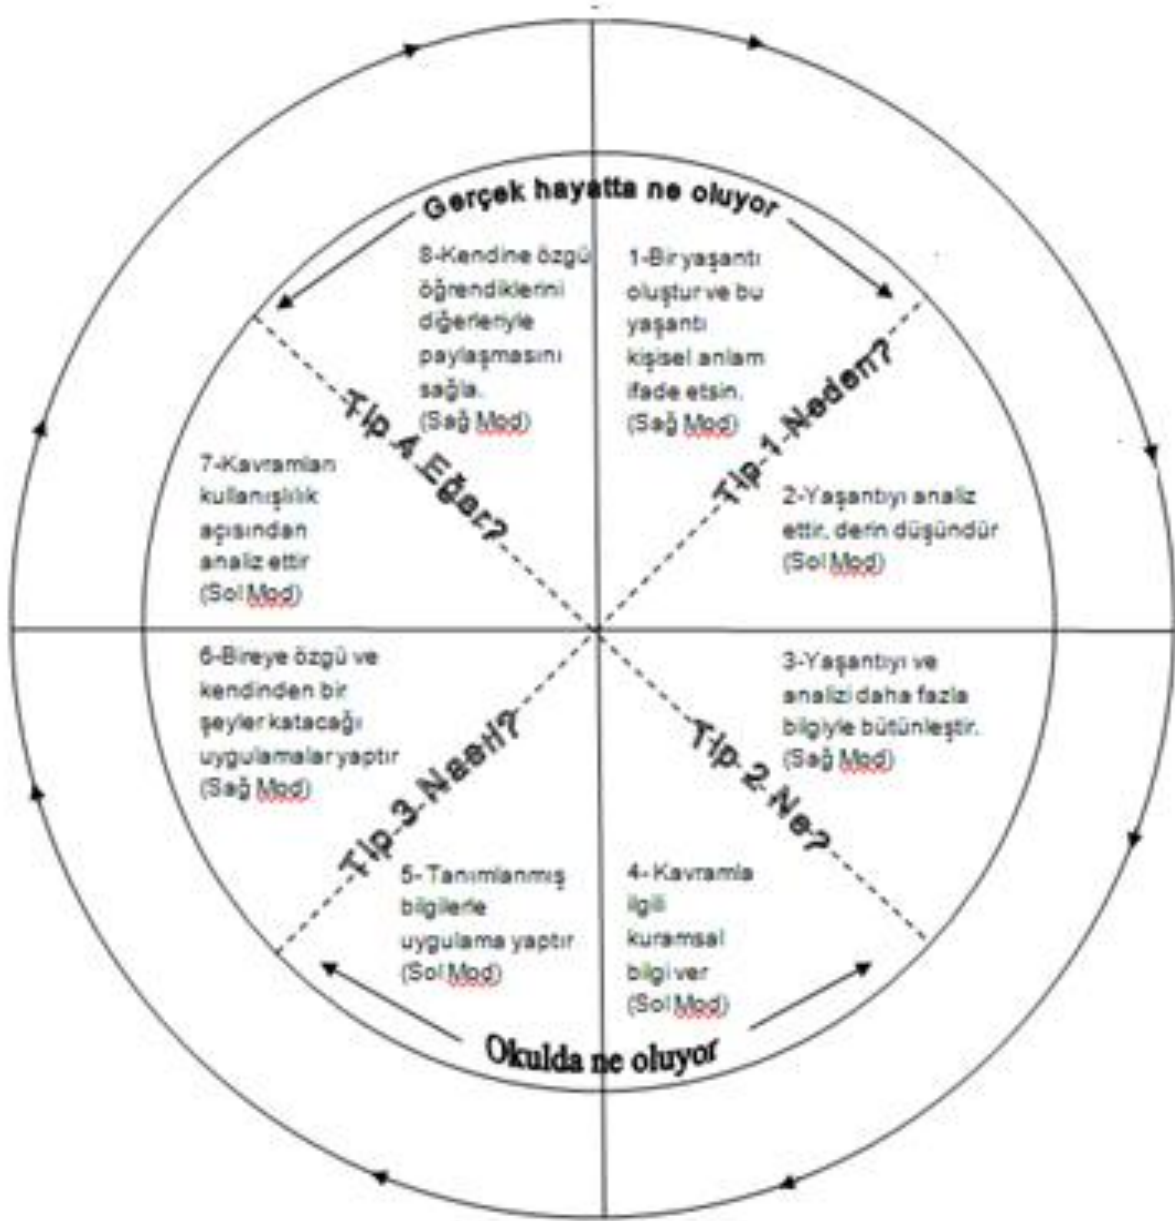 Gerçek hayatta ne oluyor
8-Kendine özgü
öğrendiklerini
diğerleriyle
paylaşmasını
sağla.
(Sağ Mod)
1-Bir yaşantı
oluştur ve bu
yaşantı
kişisel anlam
ifade etsin.
(Sağ Mod)
Tip 4 Eğer?
Tip 1 Neden?
7-Kavramları
kullanışlılık
açısından
analiz ettir
(Sol Mod)
2-Yaşantıyı analiz
ettir, derin düşündür
(Sol Mod)
6-Bireye özgü ve
kendinden bir
şeyler katacağı
uygulamalar yaptır
(Sağ Mod)
3-Yaşantıyı ve
analizi daha fazla
bilgiyle bütünleştir.
(Sağ Mod)
Tip 3 Nasıl?
Tip 2 Ne?
5- Tanımlanmış
bilgilerle
uygulama yaptır
(Sol Mod)
4- Kavramla
ilgili
kuramsal
bilgi ver
(Sol Mod)
Okulda ne oluyor